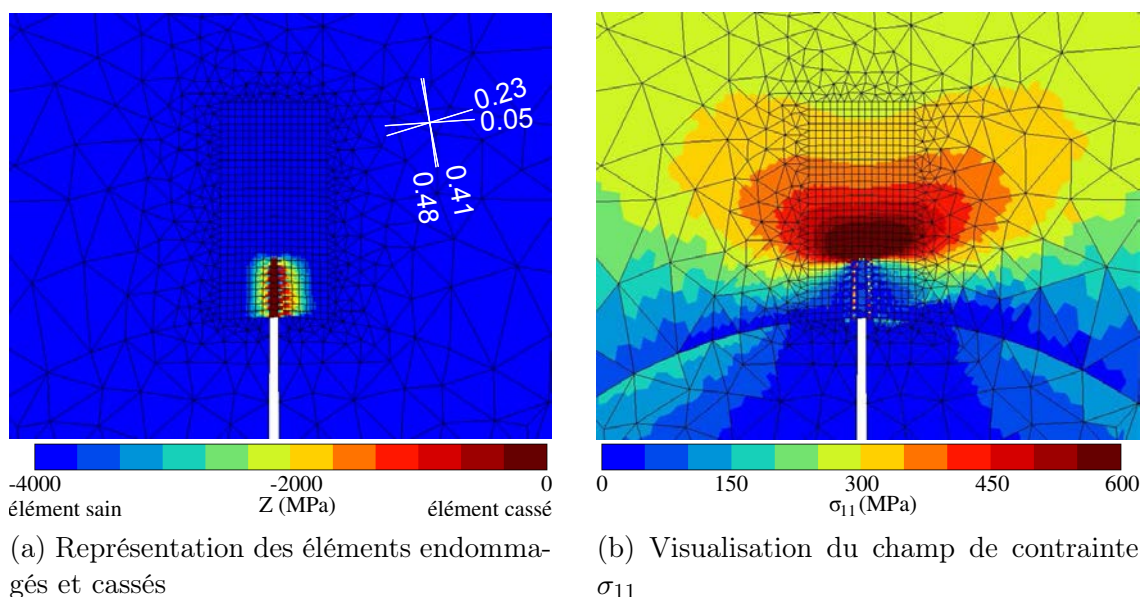 0.23
0.05
0.41
0.48
-4000 -2000 0
élément sain Z (MPa) élément cassé
(a) Représentation des éléments endomma-
gés et cassés
0 150 300 450 600
σ₁₁(MPa)
(b) Visualisation du champ de contrainte
σ₁₁